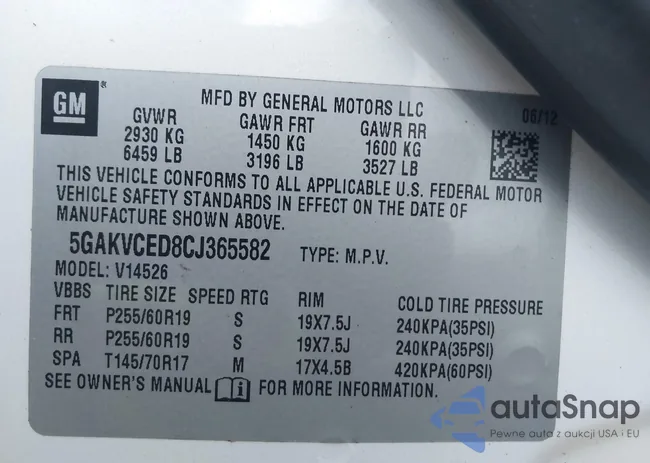 GM ®
MFD BY GENERAL MOTORS LLC
06/12
GVWR GAWR FRT GAWR RR
2930 KG 1450 KG 1600 KG
6459 LB 3196 LB 3527 LB
THIS VEHICLE CONFORMS TO ALL APPLICABLE U.S. FEDERAL MOTOR
VEHICLE SAFETY STANDARDS IN EFFECT ON THE DATE OF
MANUFACTURE SHOWN ABOVE.
5GAKVCED8CJ365582 TYPE: M.P.V.
MODEL: V14526
VBBS TIRE SIZE SPEED RTG RIM COLD TIRE PRESSURE
FRT P255/60R19 S 19X7.5J 240KPA(35PSI)
RR P255/60R19 S 19X7.5J 240KPA(35PSI)
SPA T145/70R17 M 17X4.5B 420KPA(60PSI)
SEE OWNER'S MANUAL i FOR MORE INFORMATION.
autaSnap
Pewne auta z aukcji USA i EU